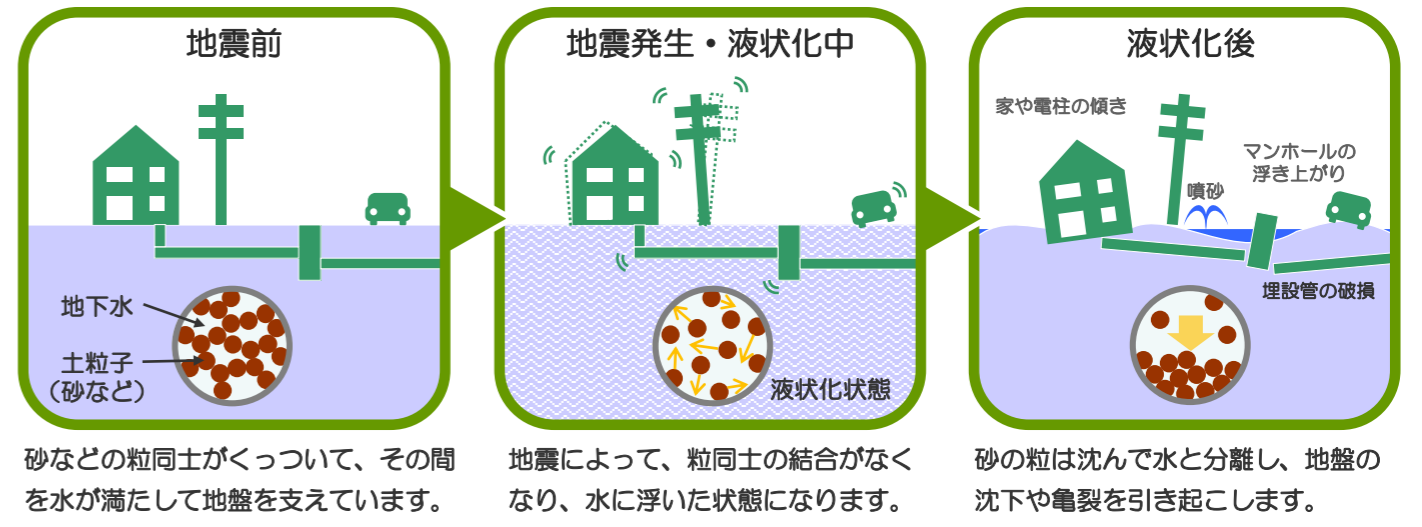 地震前
地下水
土粒子
（砂など）
砂などの粒同士がくっついて、その間
を水が満たして地盤を支えています。
地震発生・液状化中
液状化状態
地震によって、粒同士の結合がなく
なり、水に浮いた状態になります。
液状化後
家や電柱の傾き
マンホールの
浮き上がり
噴砂
埋設管の破損
砂の粒は沈んで水と分離し、地盤の
沈下や亀裂を引き起こします。